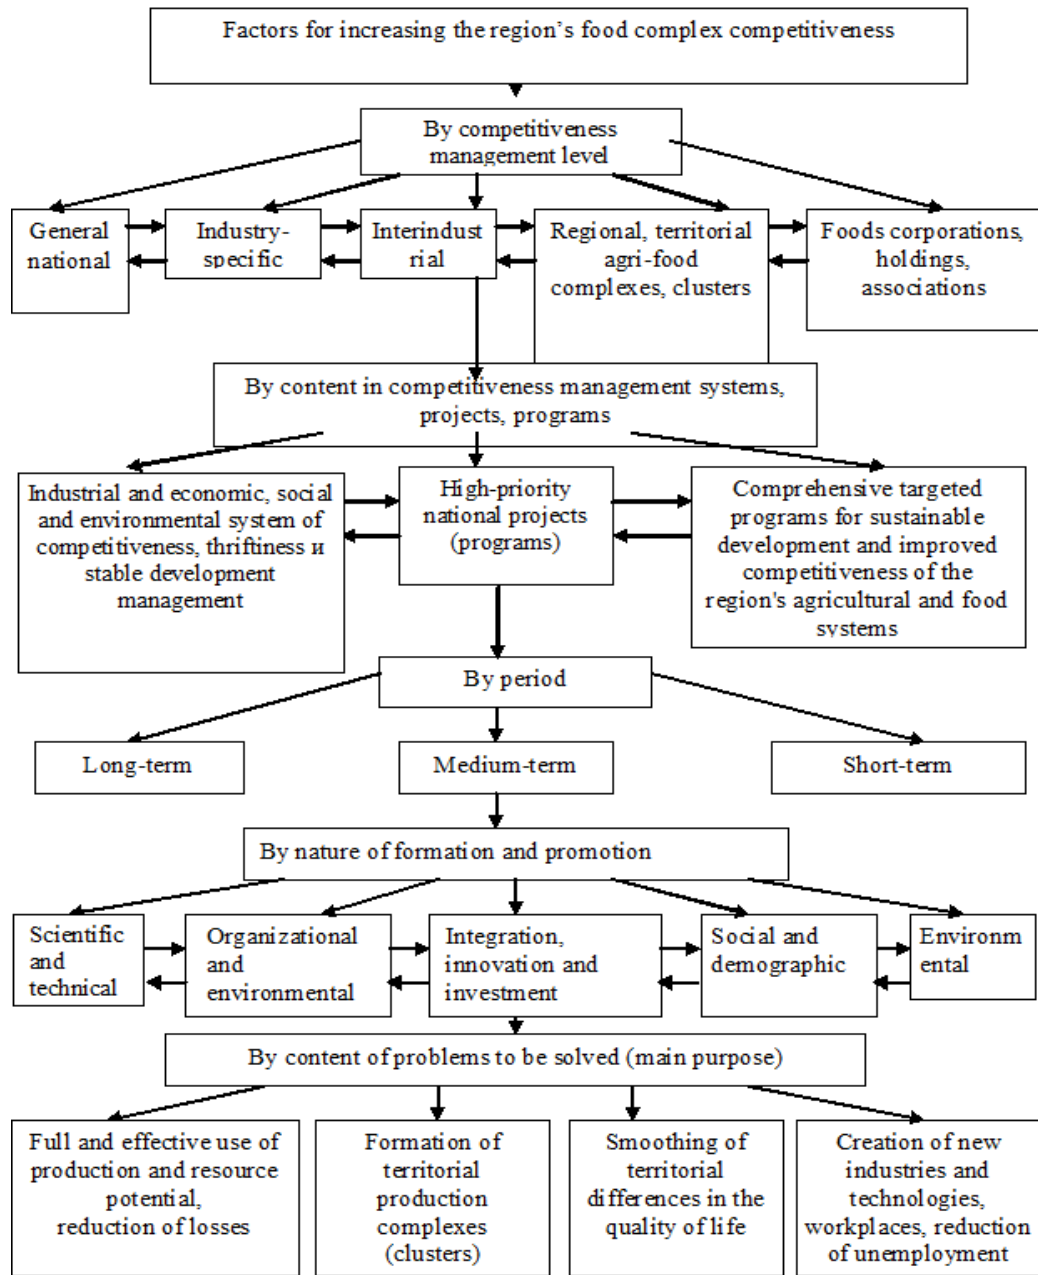 Factors for increasing the region’s food complex competitiveness
By competitiveness
management level
General
national
Industry-
specific
Interindust
rial
Regional, territorial
agri-food
complexes, clusters
Foods corporations,
holdings,
associations
By content in competitiveness management systems,
projects, programs
Industrial and economic, social
and environmental system of
competitiveness, thriftiness и
stable development
management
High-priority
national projects
(programs)
Comprehensive targeted
programs for sustainable
development and improved
competitiveness of the
region's agricultural and food
systems
By period
Long-term
Medium-term
Short-term
By nature of formation and promotion
Scientific
and
technical
Organizational
and
environmental
Integration,
innovation and
investment
Social and
demographic
Environm
ental
By content of problems to be solved (main purpose)
Full and effective use of
production and resource
potential,
reduction of losses
Formation of
territorial
production
complexes
(clusters)
Smoothing of
territorial
differences in the
quality of life
Creation of new
industries and
technologies,
workplaces, reduction
of unemployment